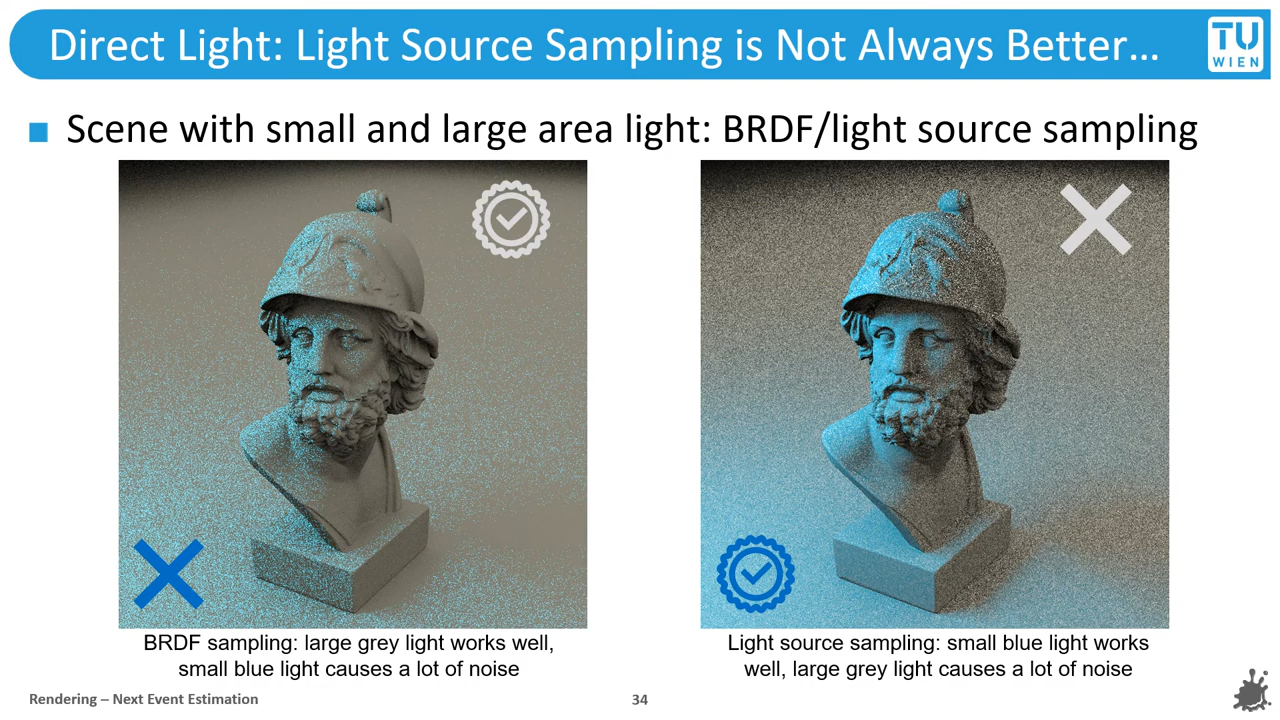 Direct Light: Light Source Sampling is Not Always Better…
TU
WIEN
Scene with small and large area light: BRDF/light source sampling
BRDF sampling: large grey light works well,
small blue light causes a lot of noise
Light source sampling: small blue light works
well, large grey light causes a lot of noise
Rendering – Next Event Estimation
34